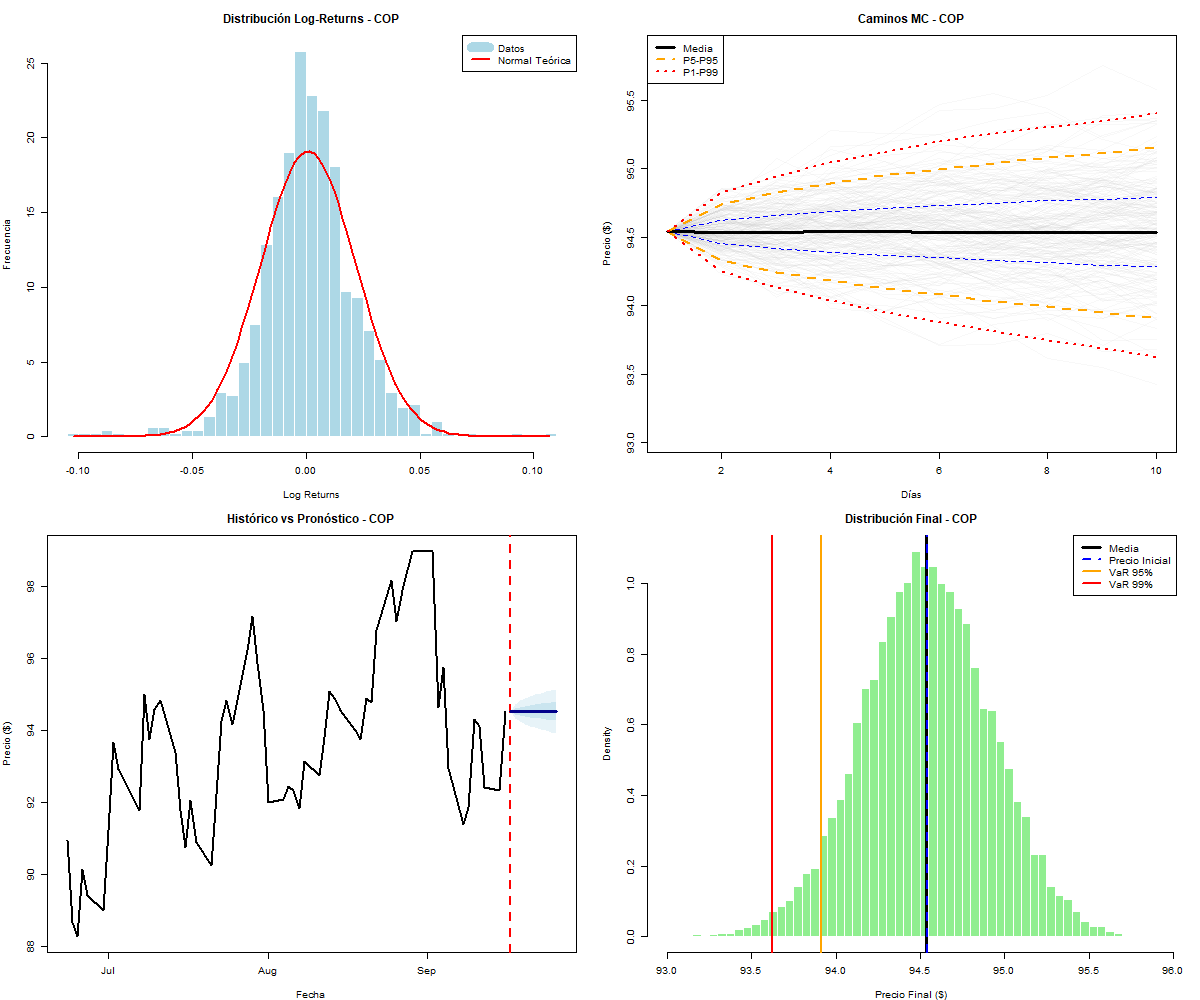 Distribución Log-Returns - COP
Datos
Normal Teórica
Frecuencia
0
5
10
15
20
25
-0.10
-0.05
0.00
0.05
0.10
Log Returns
Caminos MC - COP
Media
P5-P95
P1-P99
Precio ($)
93.0
93.5
94.0
94.5
95.0
95.5
2
4
6
8
10
Días
Histórico vs Pronóstico - COP
Precio ($)
88
90
92
94
96
98
Jul
Aug
Sep
Fecha
Distribución Final - COP
Media
Precio Inicial
VaR 95%
VaR 99%
Density
0.0
0.2
0.4
0.6
0.8
1.0
93.0
93.5
94.0
94.5
95.0
95.5
96.0
Precio Final ($)